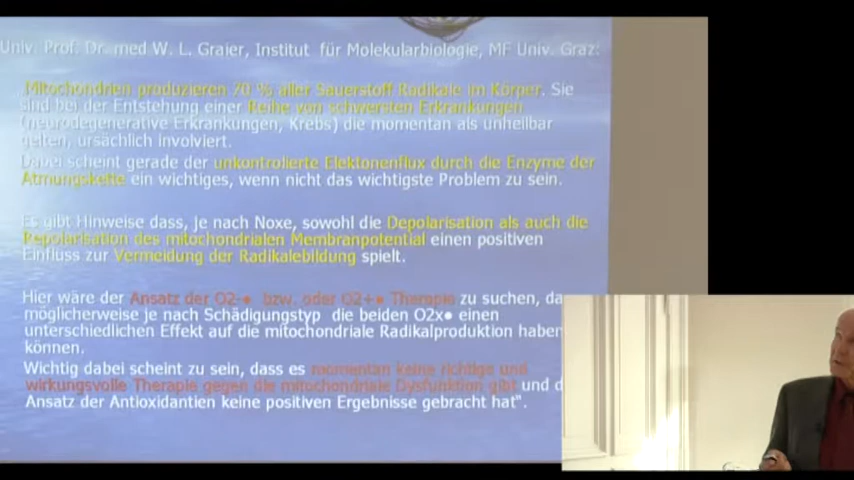 Univ. Prof. Dr. med W. L. Graier, Institut für Molekularbiologie, MF Univ. Graz:
Mitochondrien produzieren 70 % aller Sauerstoff Radikale im Körper. Sie
sind bei der Entstehung einer Reihe von schwersten Erkrankungen
(neurodegenerative Erkrankungen, Krebs) die momentan als unheilbar
gelten, ursächlich involviert.
Dabei scheint gerade der unkontrolierte Elektonenflux durch die Enzyme der
Atmungskette ein wichtiges, wenn nicht das wichtigste Problem zu sein.
Es gibt Hinweise dass, je nach Noxe, sowohl die Depolarisation als auch die
Repolarisation des mitochondrialen Membranpotential einen positiven
Einfluss zur Vermeidung der Radikalebildung spielt.
Hier wäre der Ansatz der O2-● bzw. oder O2+● Therapie zu suchen, da
möglicherweise je nach Schädigungstyp die beiden O2x● einen
unterschiedlichen Effekt auf die mitochondriale Radikalproduktion haben
können.
Wichtig dabei scheint zu sein, dass es momentan keine richtige und
wirkungsvolle Therapie gegen die mitochondriale Dysfunktion gibt und
Ansatz der Antioxidantien keine positiven Ergebnisse gebracht hat".